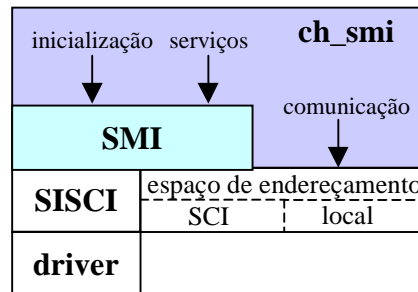 ch_smi
inicialização serviços
comunicação
SMI
espaço de endereçamento
SISCI
SCI local
driver